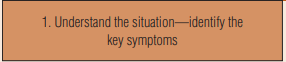 1. Understand the situation—identify the
key symptoms